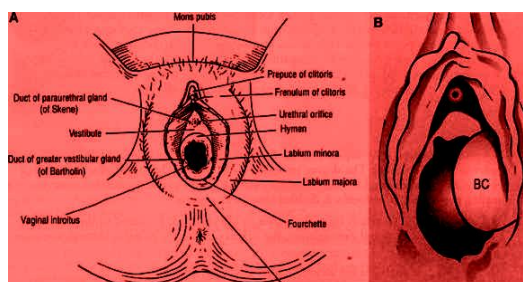 A
Mons pubis
Prepuce of clitoris
Frenulum of clitoris
Duct of paraurethral gland
(of Skene)
Urethral orifice
Hymen
Vestibule
Labium minora
Duct of greater vestibular gland
(of Bartholin)
Labium majora
Vaginal introitus
Fourchette
B
BC